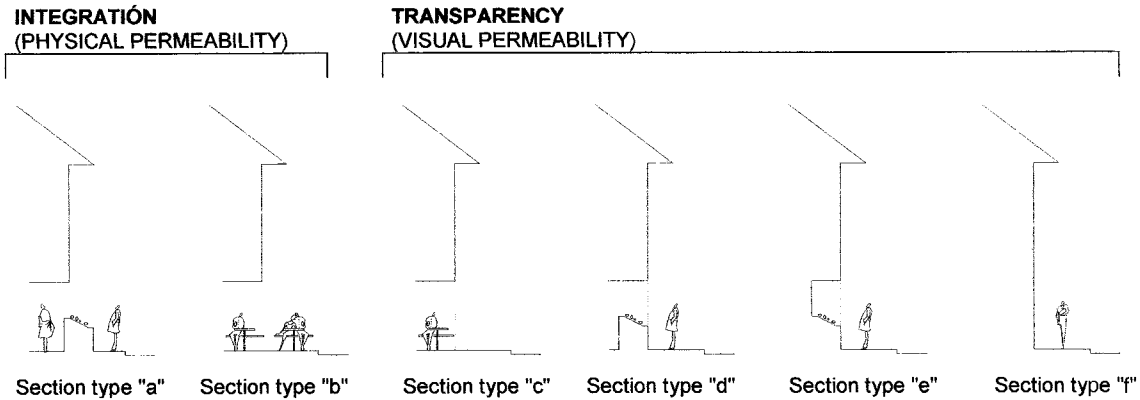 INTEGRATIÓN
(PHYSICAL PERMEABILITY)
TRANSPARENCY
(VISUAL PERMEABILITY)
Section type "a"
Section type "b"
Section type "c"
Section type "d"
Section type "e"
Section type "f"